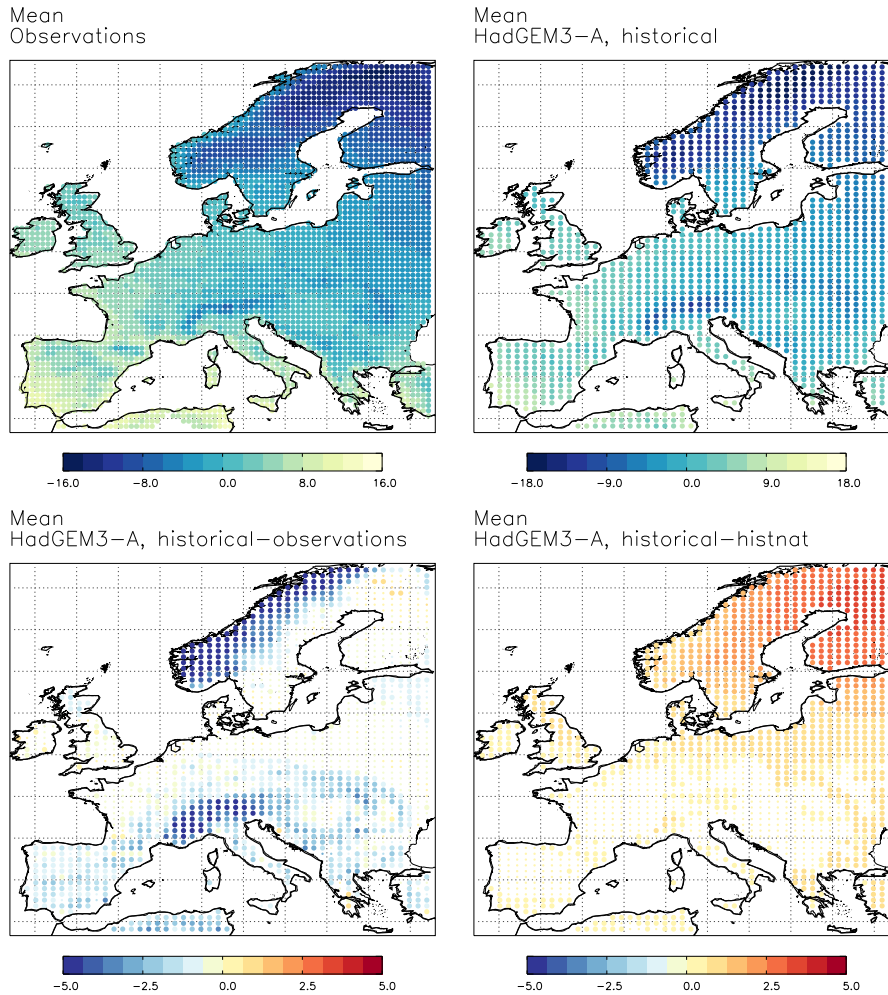 Mean
Observations
Mean
HadGEM3-A, historical
-16.0 -8.0 0.0 8.0 16.0
-18.0 -9.0 0.0 9.0 18.0
Mean
HadGEM3-A, historical-observations
Mean
HadGEM3-A, historical-histnat
-5.0 -2.5 0.0 2.5 5.0
-5.0 -2.5 0.0 2.5 5.0